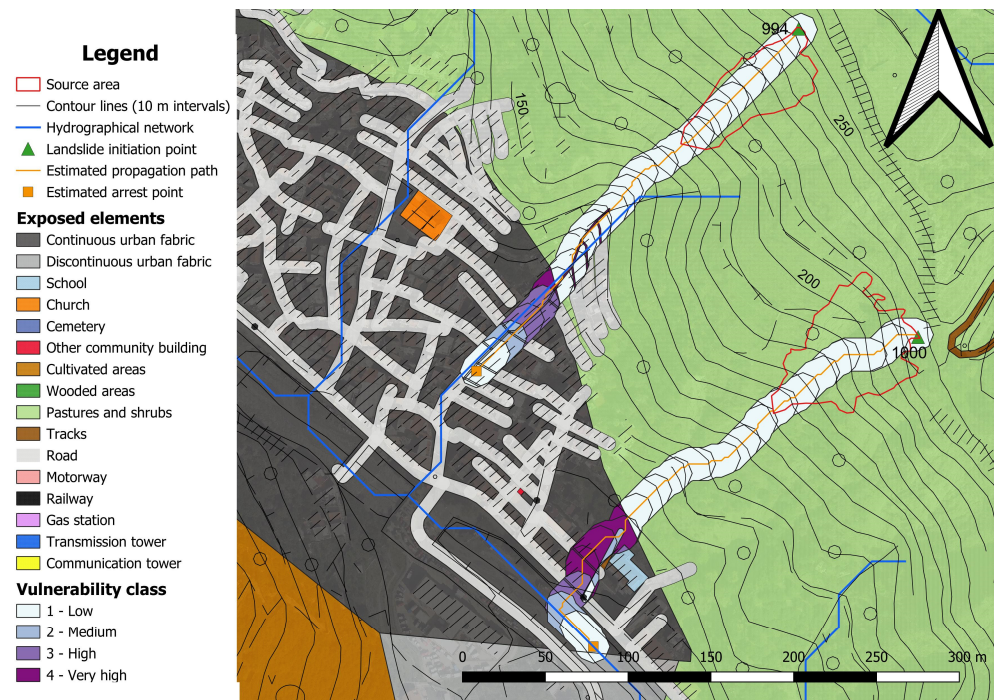 Legend
Source area
Contour lines (10 m intervals)
Hydrographical network
Landslide initiation point
Estimated propagation path
Estimated arrest point
Exposed elements
Continuous urban fabric
Discontinuous urban fabric
School
Church
Cemetery
Other community building
Cultivated areas
Wooded areas
Pastures and shrubs
Tracks
Road
Motorway
Railway
Gas station
Transmission tower
Communication tower
Vulnerability class
1 - Low
2 - Medium
3 - High
4 - Very high
994
150
250
200
1000
0 50 100 150 200 250 300 m